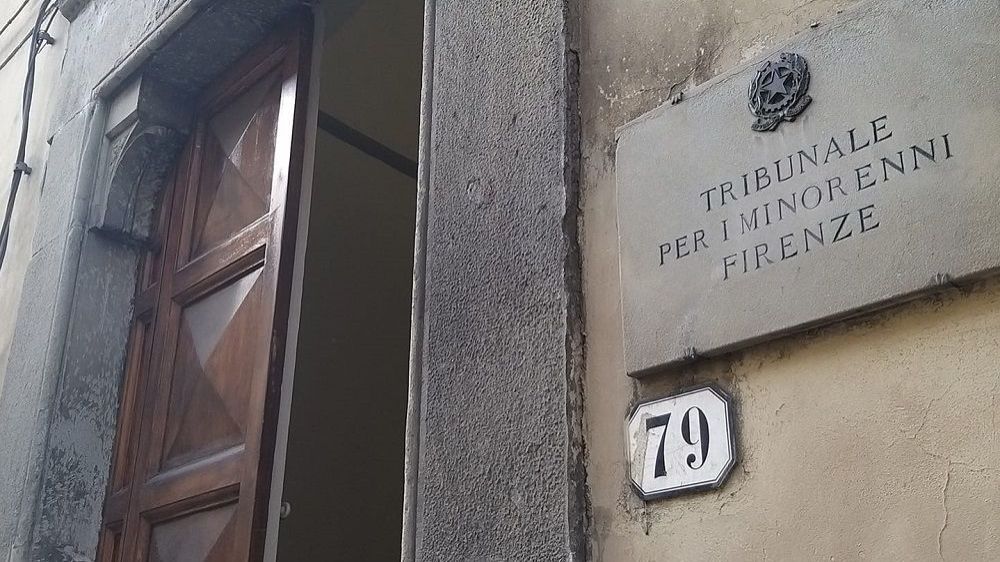 TRIBUNALE
PER I MINORENNI
FIRENZE
79